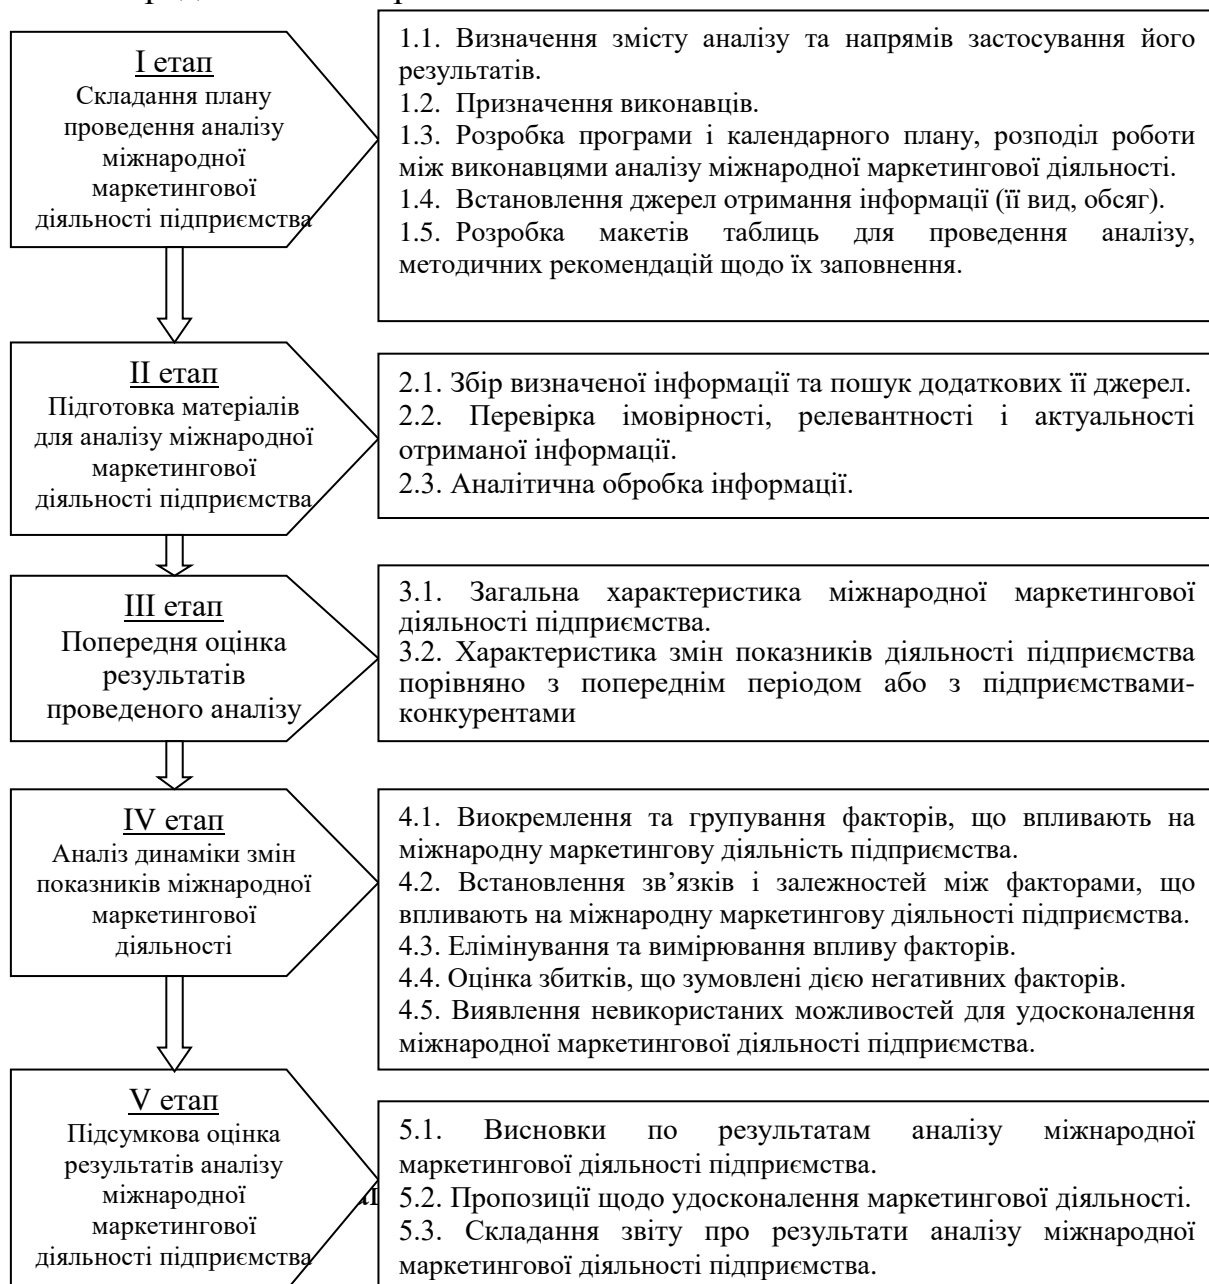 І етап
Складання плану
проведення аналізу
міжнародної
маркетингової
діяльності підприємства
1.1. Визначення змісту аналізу та напрямів застосування його
результатів.
1.2. Призначення виконавців.
1.3. Розробка програми і календарного плану, розподіл роботи
між виконавцями аналізу міжнародної маркетингової діяльності.
1.4. Встановлення джерел отримання інформації (її вид, обсяг).
1.5. Розробка макетів таблиць для проведення аналізу,
методичних рекомендацій щодо їх заповнення.
ІІ етап
Підготовка матеріалів
для аналізу міжнародної
маркетингової
діяльності підприємства
2.1. Збір визначеної інформації та пошук додаткових її джерел.
2.2. Перевірка імовірності, релевантності і актуальності
отриманої інформації.
2.3. Аналітична обробка інформації.
ІІІ етап
Попередня оцінка
результатів
проведеного аналізу
3.1. Загальна характеристика міжнародної маркетингової
діяльності підприємства.
3.2. Характеристика змін показників діяльності підприємства
порівняно з попереднім періодом або з підприємствами-
конкурентами
IV етап
Аналіз динаміки змін
показників міжнародної
маркетингової
діяльності
4.1. Виокремлення та групування факторів, що впливають на
міжнародну маркетингову діяльність підприємства.
4.2. Встановлення зв’язків і залежностей між факторами, що
впливають на міжнародну маркетингову діяльності підприємства.
4.3. Елімінування та вимірювання впливу факторів.
4.4. Оцінка збитків, що зумовлені дією негативних факторів.
4.5. Виявлення невикористаних можливостей для удосконалення
міжнародної маркетингової діяльності підприємства.
V етап
Підсумкова оцінка
результатів аналізу
міжнародної
маркетингової
діяльності підприємства
5.1. Висновки по результатам аналізу міжнародної
маркетингової діяльності підприємства.
5.2. Пропозиції щодо удосконалення маркетингової діяльності.
5.3. Складання звіту про результати аналізу міжнародної
маркетингової діяльності підприємства.